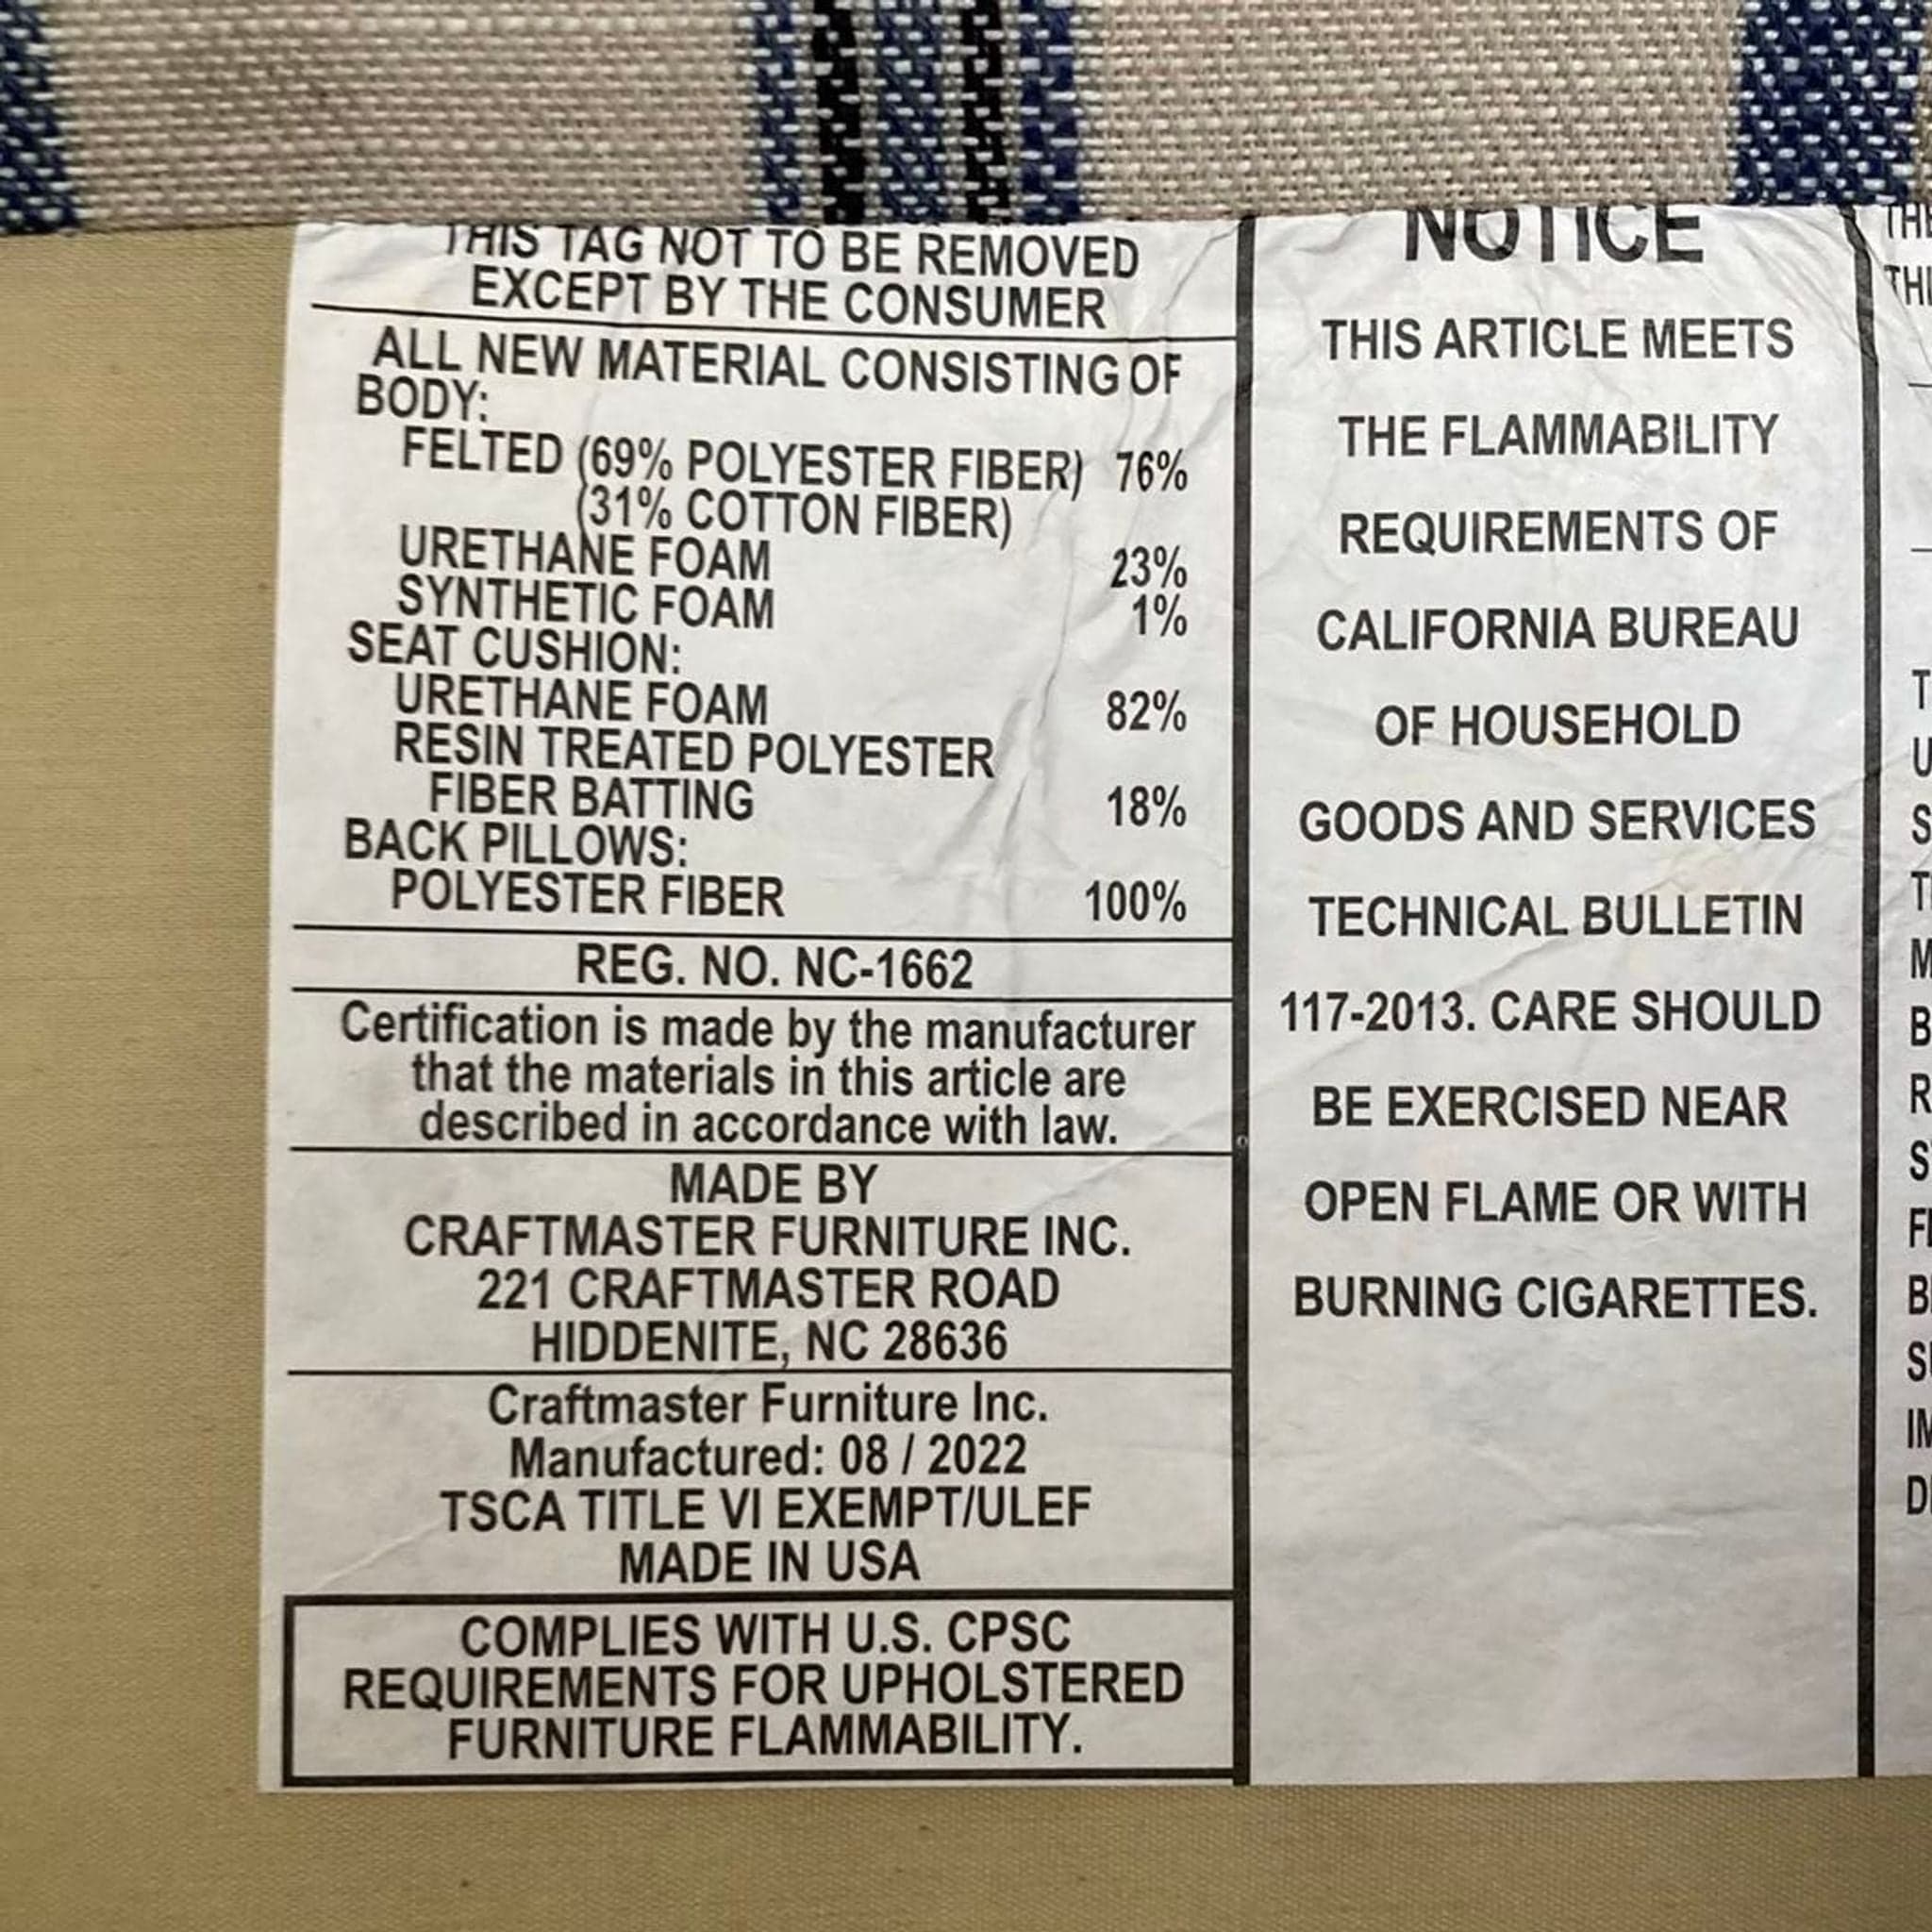 THIS TAG NOT TO BE REMOVED
EXCEPT BY THE CONSUMER
ALL NEW MATERIAL CONSISTING OF
BODY:
FELTED (69% POLYESTER FIBER) 76%
(31% COTTON FIBER)
URETHANE FOAM 23%
SYNTHETIC FOAM 1%
SEAT CUSHION:
URETHANE FOAM 82%
RESIN TREATED POLYESTER
FIBER BATTING 18%
BACK PILLOWS:
POLYESTER FIBER 100%
REG. NO. NC-1662
Certification is made by the manufacturer
that the materials in this article are
described in accordance with law.
MADE BY
CRAFTMASTER FURNITURE INC.
221 CRAFTMASTER ROAD
HIDDENITE, NC 28636
Craftmaster Furniture Inc.
Manufactured: 08 / 2022
TSCA TITLE VI EXEMPT/ULEF
MADE IN USA
COMPLIES WITH U.S. CPSC
REQUIREMENTS FOR UPHOLSTERED
FURNITURE FLAMMABILITY.
NOTICE
THIS ARTICLE MEETS
THE FLAMMABILITY
REQUIREMENTS OF
CALIFORNIA BUREAU
OF HOUSEHOLD
GOODS AND SERVICES
TECHNICAL BULLETIN
117-2013. CARE SHOULD
BE EXERCISED NEAR
OPEN FLAME OR WITH
BURNING CIGARETTES.